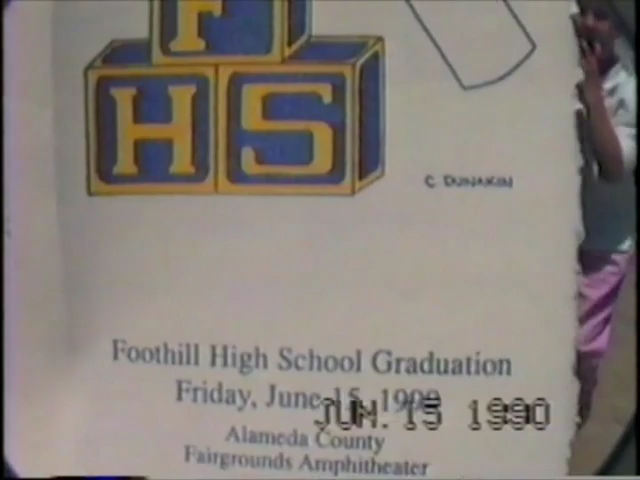 F
H S
C DUNAKIN
Foothill High School Graduation
Friday, June 15, 1990
JUN. 15 1990
Alameda County
Fairgrounds Amphitheater